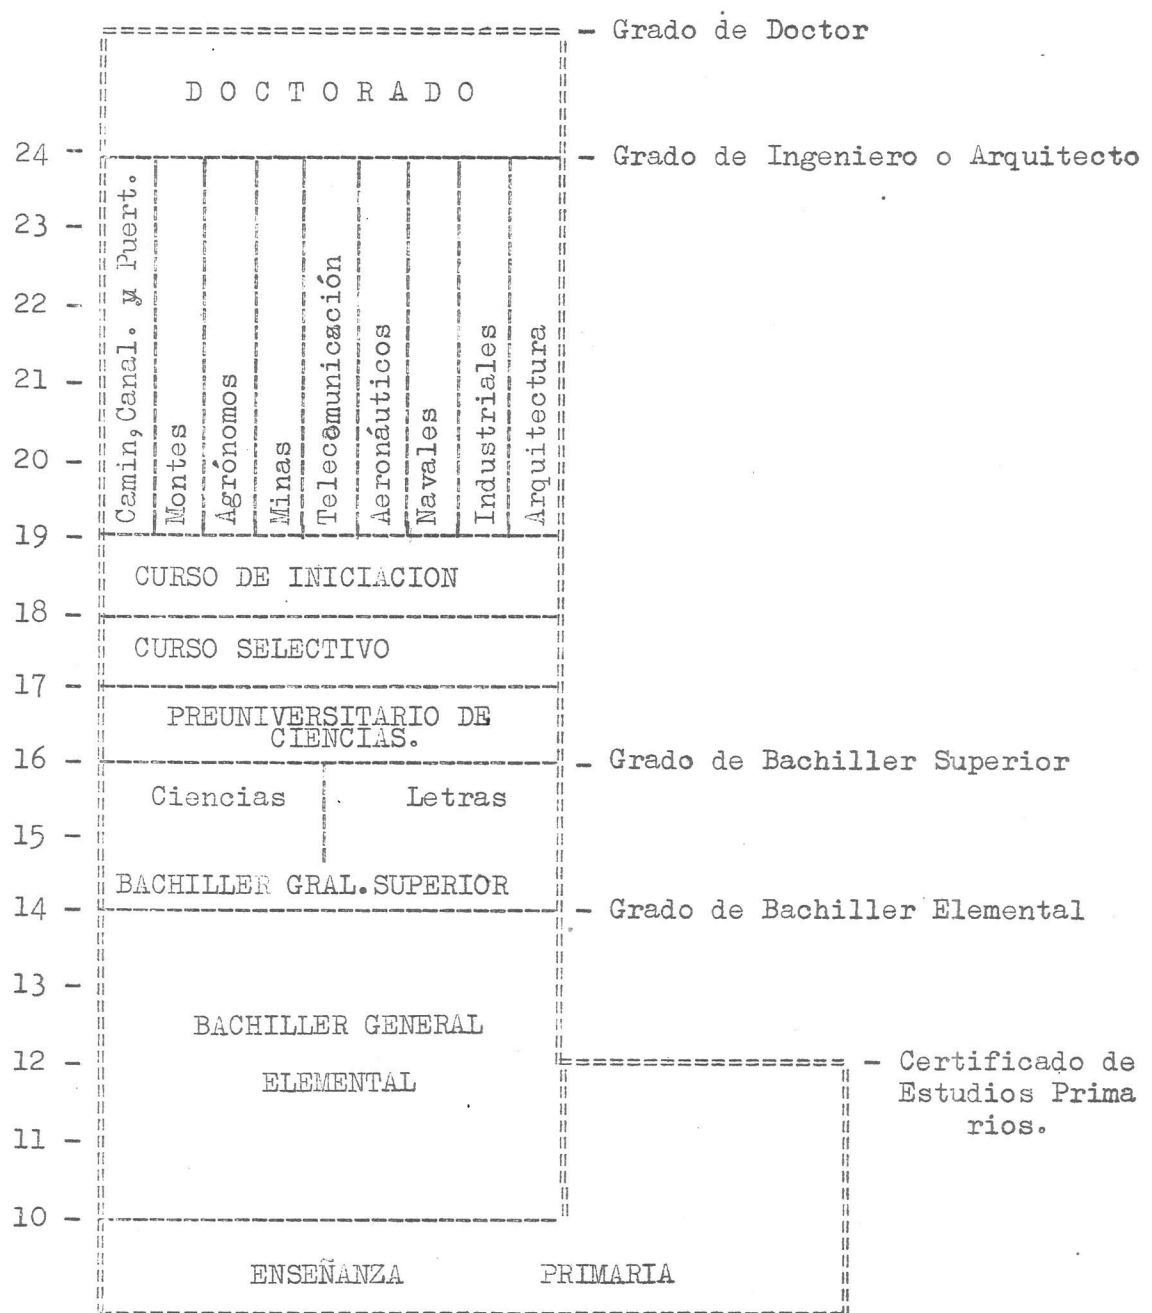 - Grado de Doctor
DOCTORADO
24 - - Grado de Ingeniero o Arquitecto
23 -
22 -
21 -
20 -
Camin, Canal. y Puert.
Montes
Agrónomos
Minas
Telecomunicación
Aeronáuticos
Navales
Industriales
Arquitectura
19 -
CURSO DE INICIACION
18 -
CURSO SELECTIVO
17 -
PREUNIVERSITARIO DE
CIENCIAS.
16 - - Grado de Bachiller Superior
Ciencias Letras
15 -
BACHILLER GRAL. SUPERIOR
14 - - Grado de Bachiller Elemental
13 -
BACHILLER GENERAL
12 - - Certificado de
ELEMENTAL Estudios Prima
rios.
11 -
10 -
ENSEÑANZA PRIMARIA